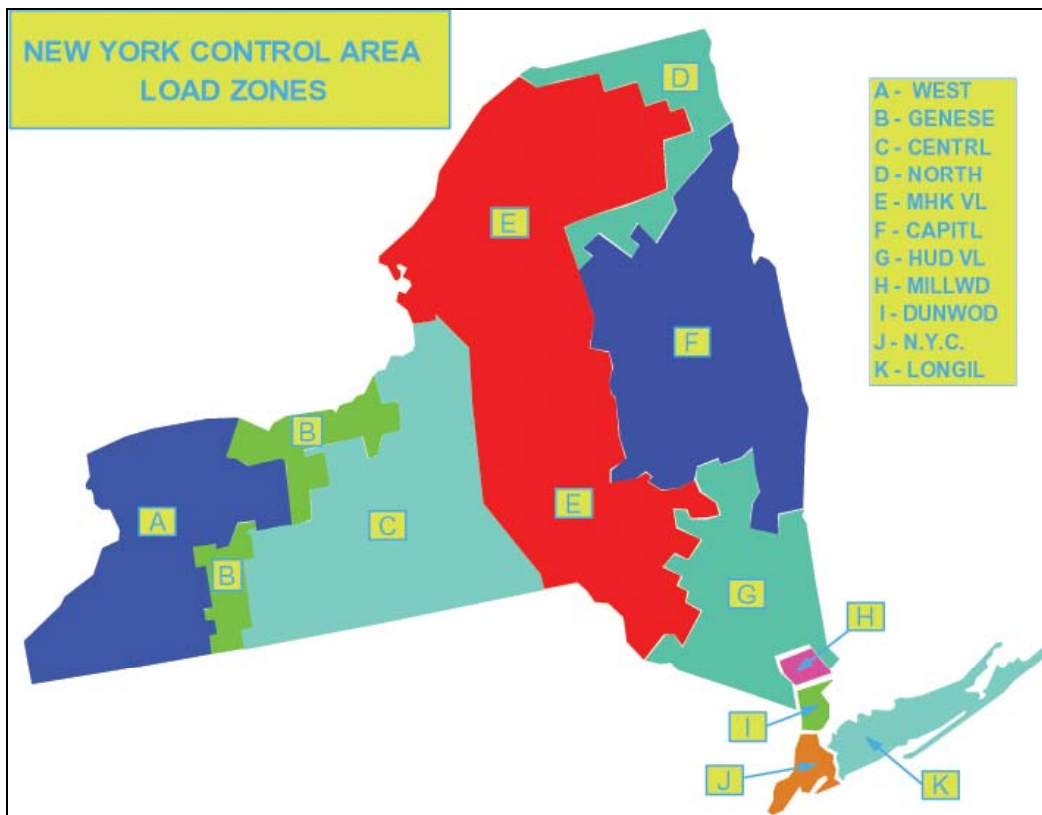 NEW YORK CONTROL AREA
LOAD ZONES
A - WEST
B - GENESE
C - CENTRL
D - NORTH
E - MHK VL
F - CAPITL
G - HUD VL
H - MILLWD
I - DUNWOD
J - N.Y.C.
K - LONGIL
D
E
F
B
A
C
E
B
G
H
I
J
K